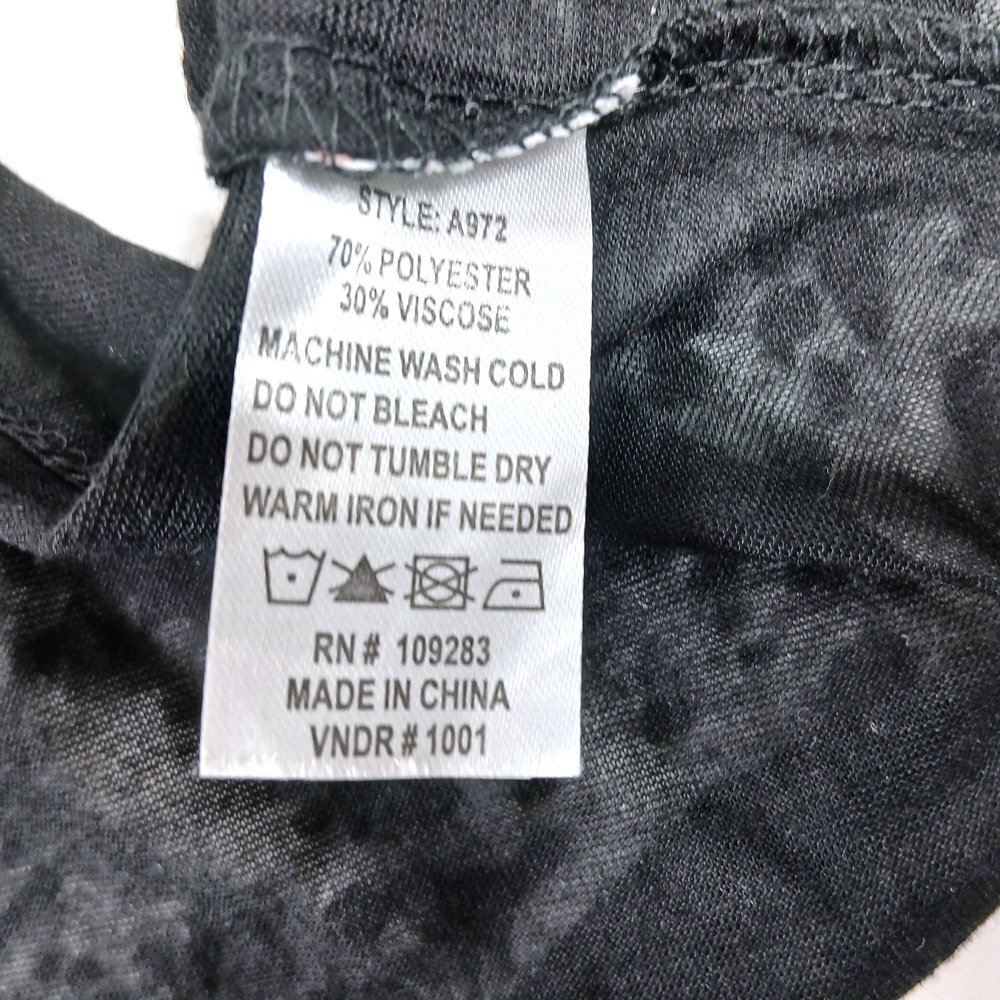 STYLE: A972
70% POLYESTER
30% VISCOSE
MACHINE WASH COLD
DO NOT BLEACH
DO NOT TUMBLE DRY
WARM IRON IF NEEDED
RN # 109283
MADE IN CHINA
VNDR # 1001